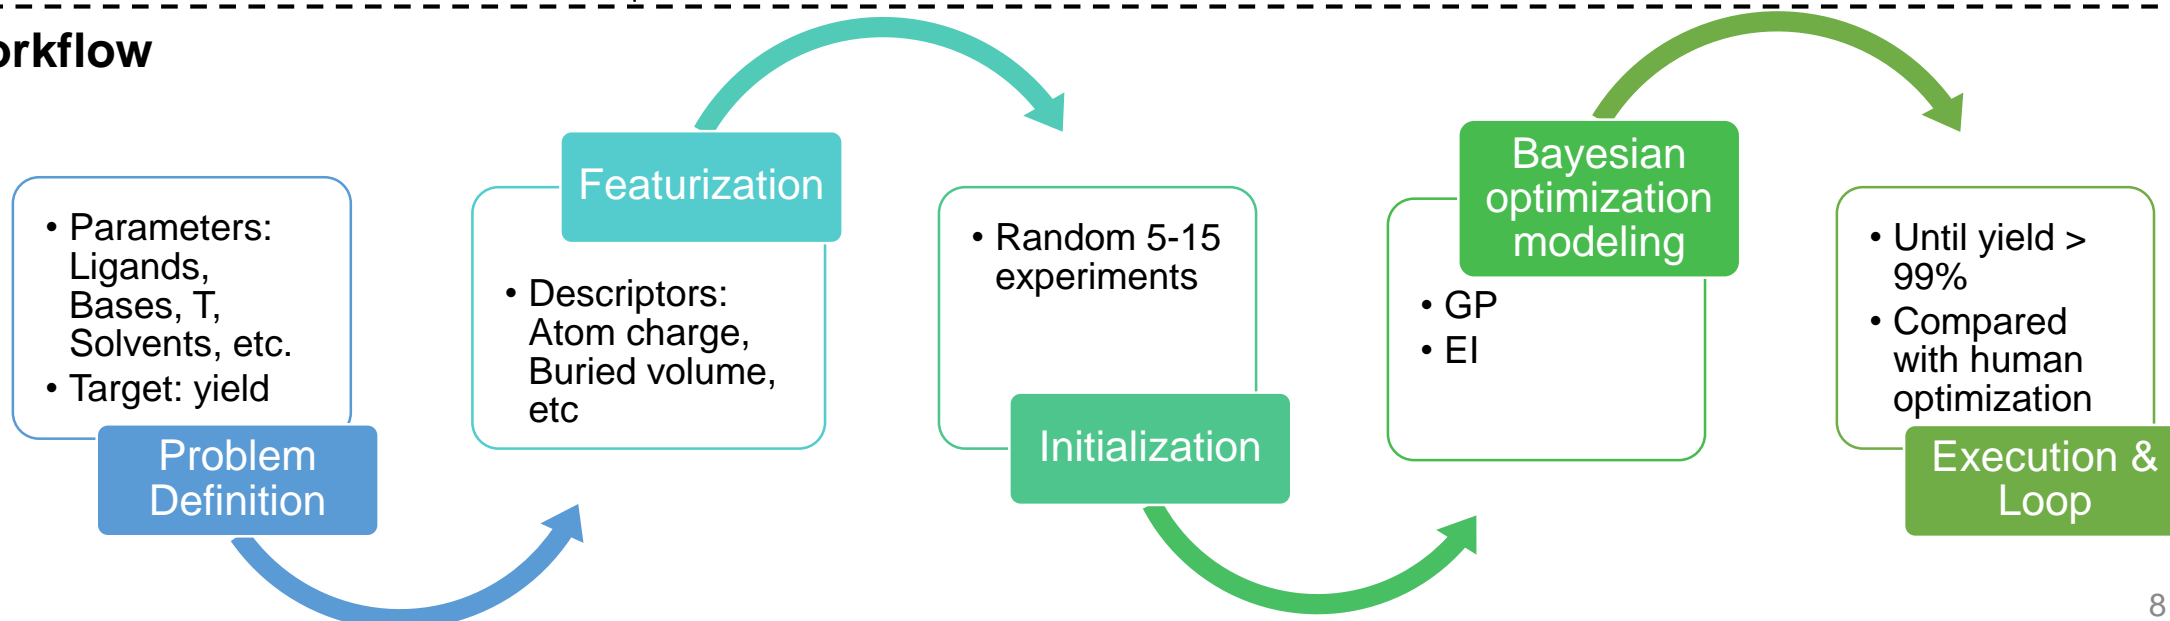 orkflow
• Parameters:
Ligands,
Bases, T,
Solvents, etc.
• Target: yield
Problem
Definition
Featurization
• Descriptors:
Atom charge,
Buried volume,
etc
• Random 5-15
experiments
Initialization
Bayesian
optimization
modeling
• GP
• EI
• Until yield >
99%
• Compared
with human
optimization
Execution &
Loop
8